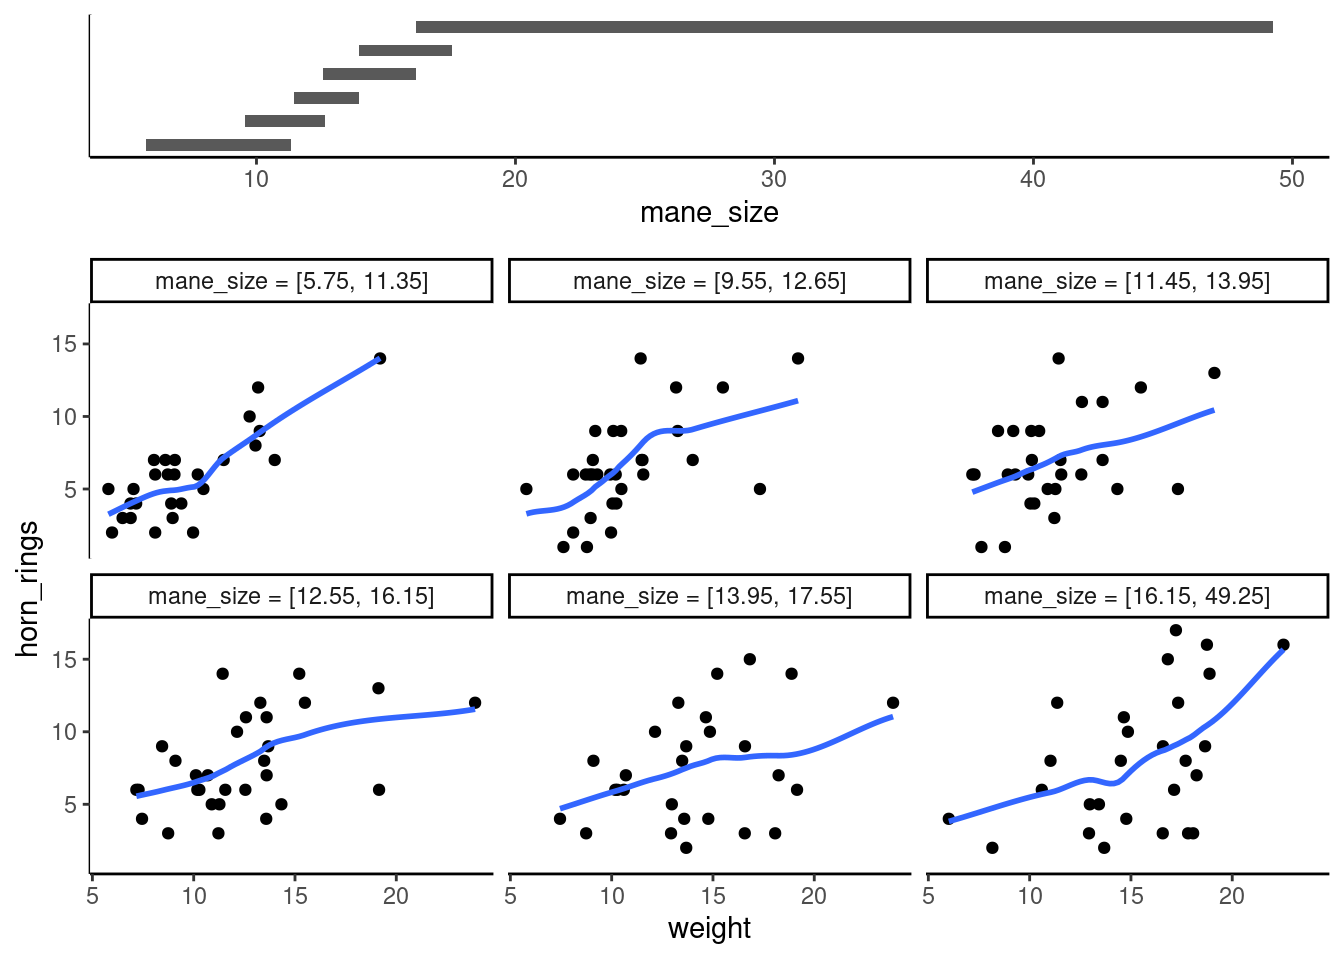 10 20 30 40 50
mane_size
mane_size = [5.75, 11.35] mane_size = [9.55, 12.65] mane_size = [11.45, 13.95]
15
10
5
horn_rings
mane_size = [12.55, 16.15] mane_size = [13.95, 17.55] mane_size = [16.15, 49.25]
15
10
5
5 10 15 20 5 10 15 20 5 10 15 20
weight